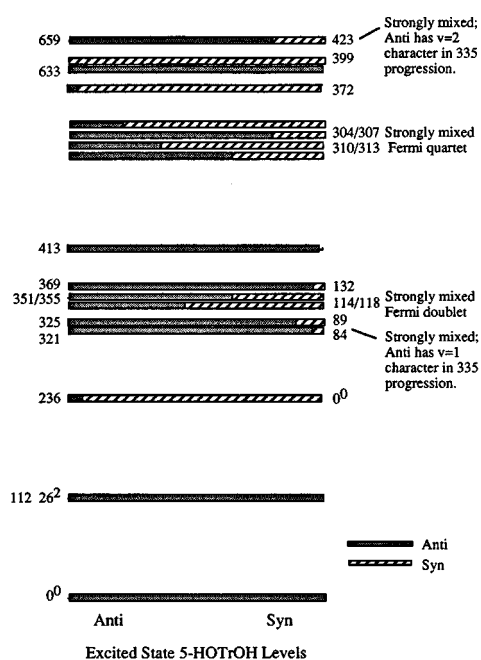 Strongly mixed;
Anti has v=2
character in 335
progression.
659
423
399
633
372
304/307 Strongly mixed
310/313 Fermi quartet
413
369
132
351/355
114/118
Strongly mixed
Fermi doublet
325
89
321
84
Strongly mixed;
Anti has v=1
character in 335
progression.
236
0⁰
112 26²
Anti
Syn
0⁰
Anti Syn
Excited State 5-HOTrOH Levels